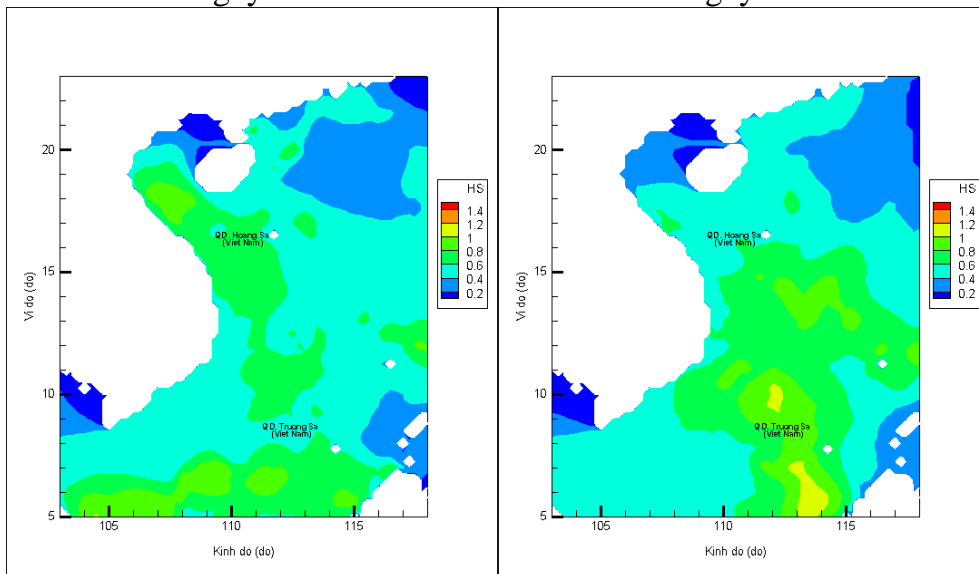 HS
1.4
1.2
1
0.8
0.6
0.4
0.2
QĐ. Hoang Sa
(Viet Nam)
QĐ. Truong Sa
(Viet Nam)
20
15
10
5
105
110
115
Vi do (do)
Kinh do (do)
HS
1.4
1.2
1
0.8
0.6
0.4
0.2
QĐ. Hoang Sa
(Viet Nam)
QĐ. Truong Sa
(Viet Nam)
20
15
10
5
105
110
115
Vi do (do)
Kinh do (do)